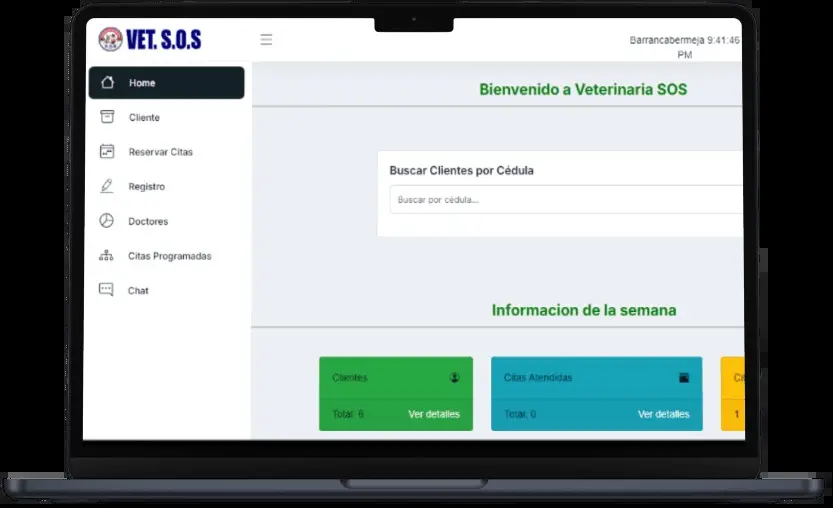 VET. S.O.S
Barrancabermeja 9:41:46
PM
Home
Cliente
Reservar Citas
Registro
Doctores
Citas Programadas
Chat
Bienvenido a Veterinaria SOS
Buscar Clientes por Cédula
Buscar por cédula...
Informacion de la semana
Clientes
Total: 6
Ver detalles
Citas Atendidas
Total: 0
Ver detalles
1